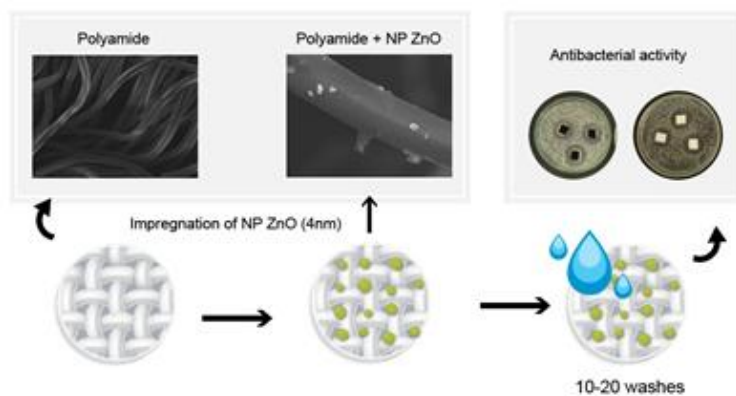 Polyamide
Polyamide + NP ZnO
Antibacterial activity
Impregnation of NP ZnO (4nm)
10-20 washes